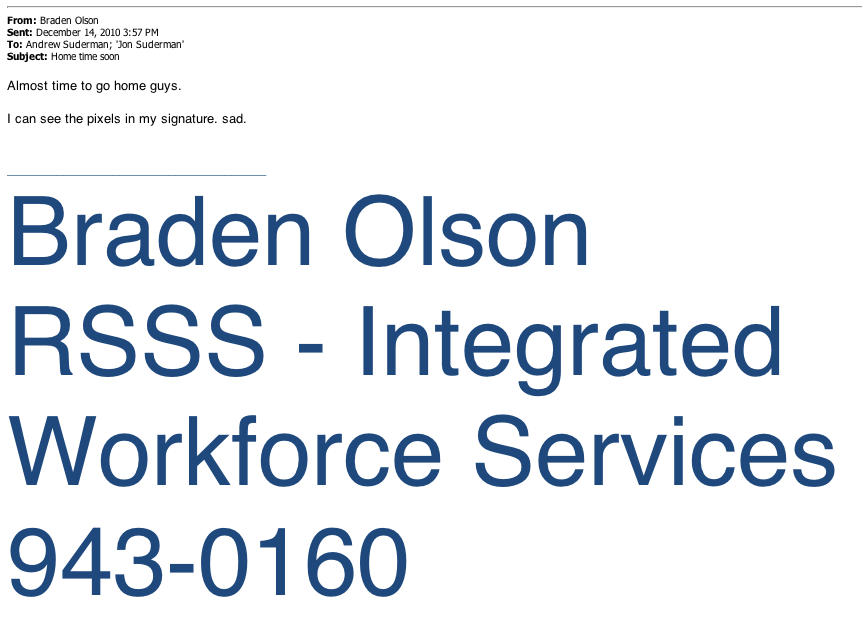 From: Braden Olson
Sent: December 14, 2010 3:57 PM
To: Andrew Suderman; 'Jon Suderman'
Subject: Home time soon
Almost time to go home guys.
I can see the pixels in my signature. sad.
Braden Olson
RSSS - Integrated
Workforce Services
943-0160